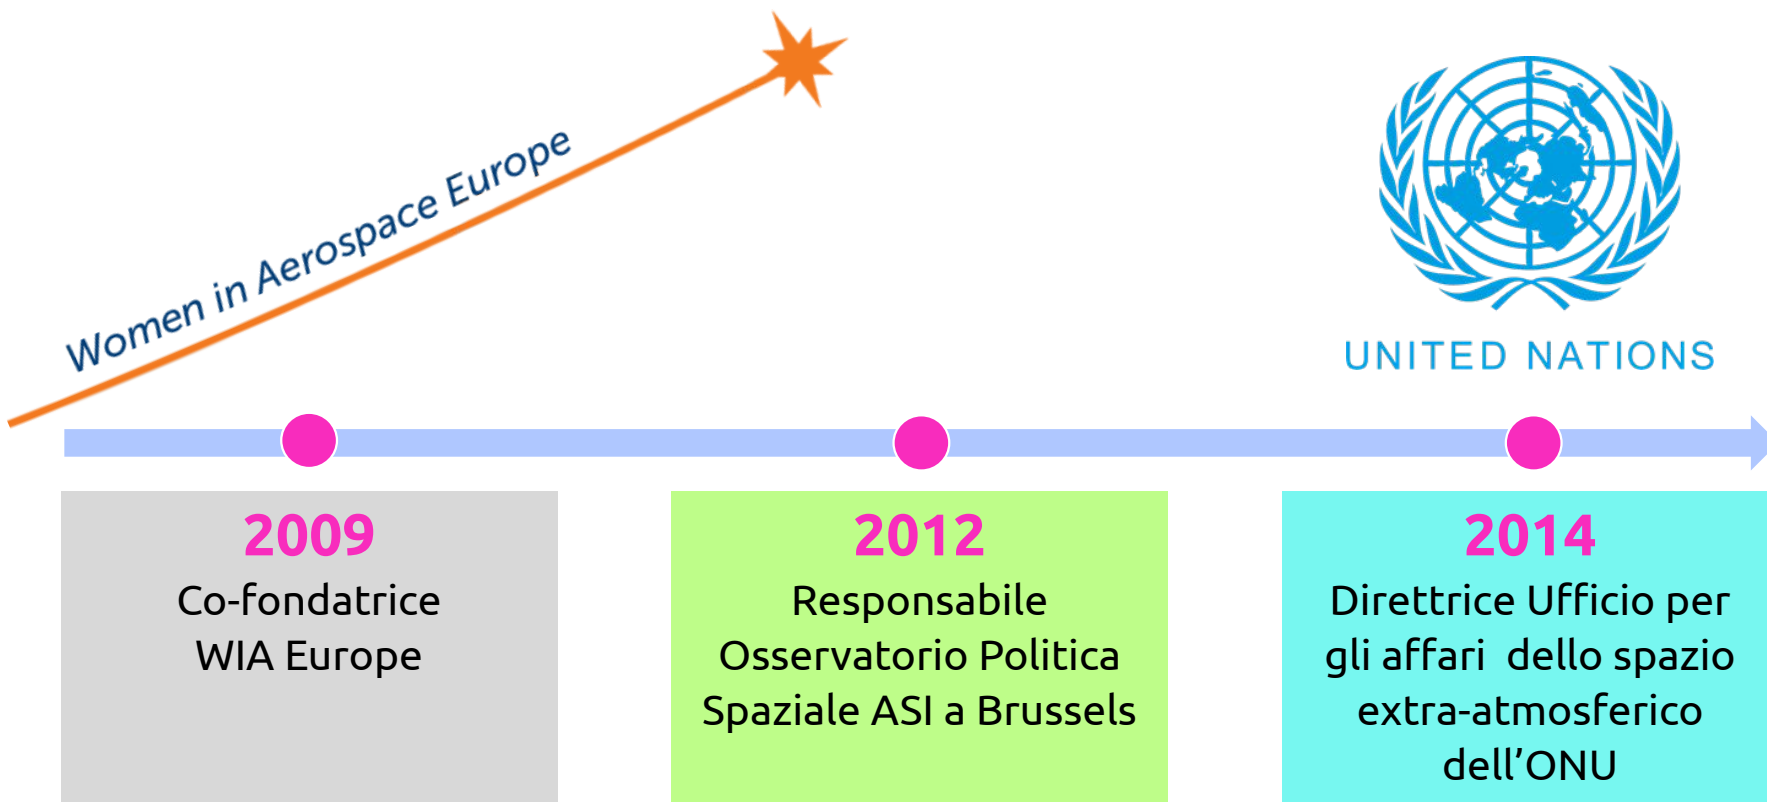 Women in Aerospace Europe
UNITED NATIONS
2009
Co-fondatrice
WIA Europe
2012
Responsabile
Osservatorio Politica
Spaziale ASI a Brussels
2014
Direttrice Ufficio per
gli affari dello spazio
extra-atmosferico
dell’ONU